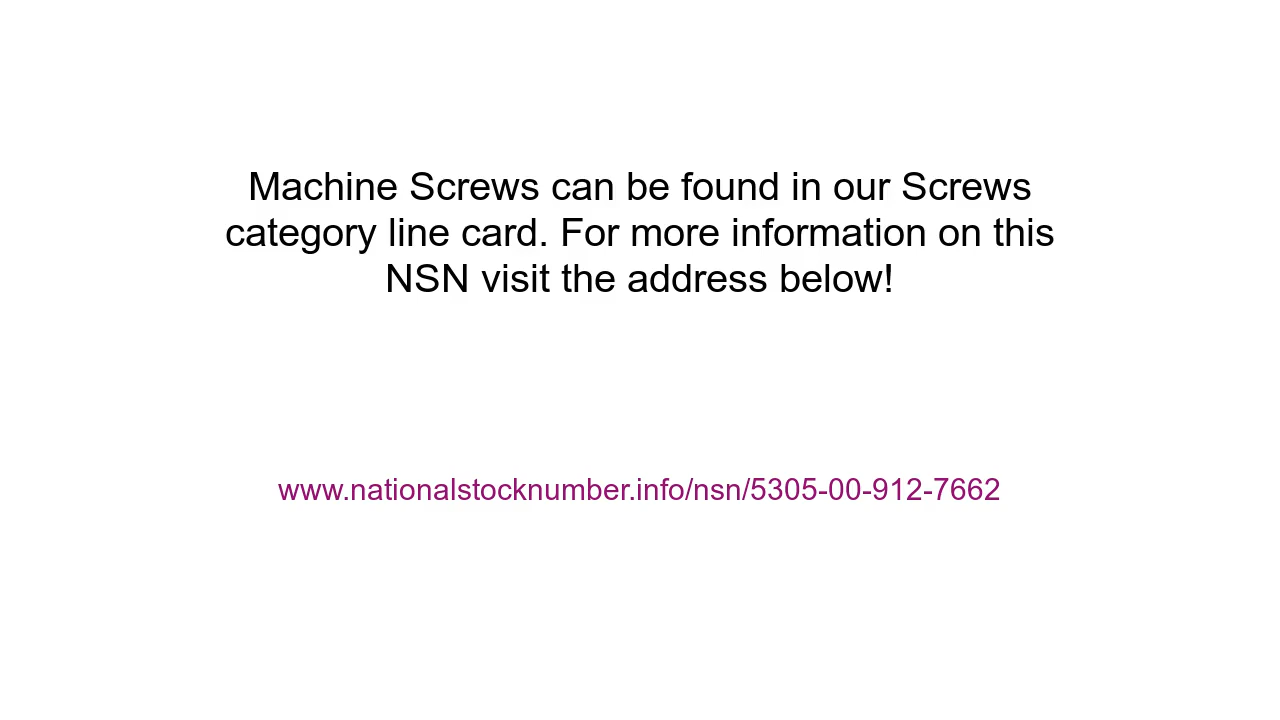 Machine Screws can be found in our Screws
category line card. For more information on this
NSN visit the address below!
www.nationalstocknumber.info/nsn/5305-00-912-7662